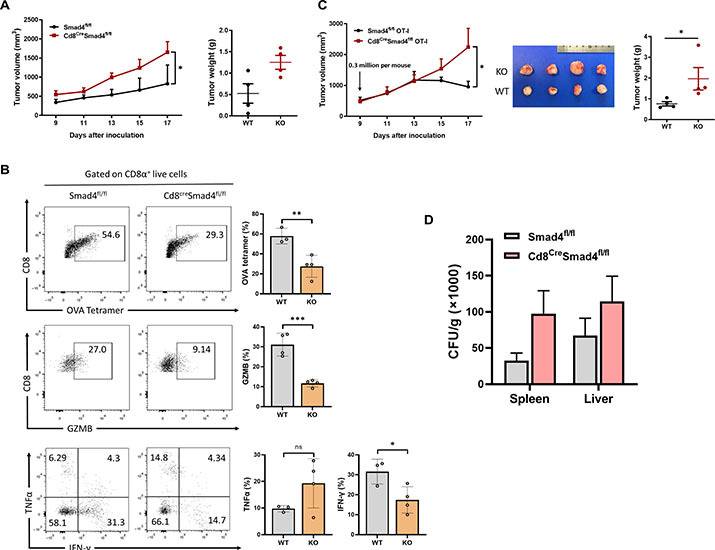 A
Smad4fl/fl
Cd8CreSmad4fl/fl
Tumor volume (mm3)
2500
2000
1500
1000
500
0
9 11 13 15 17
Days after inoculation
*
Tumor weight (g)
2.0
1.5
1.0
0.5
0.0
WT KO
C
Smad4fl/fl OT-I
Cd8CreSmad4fl/fl OT-I
0.3 million per mouse
Tumor volume (mm3)
3000
2000
1000
0
9 11 13 15 17
Days after inoculation
*
KO
WT
Tumor weight (g)
4
3
2
1
0
WT KO
*
B
Gated on CD8α+ live cells
Smad4fl/fl
Cd8creSmad4fl/fl
54.6
29.3
CD8
OVA Tetramer
OVA tetramer (%)
80
60
40
20
0
WT KO
**
27.0
9.14
CD8
GZMB
GZMB (%)
40
30
20
10
0
WT KO
***
6.29 4.3
58.1 31.3
14.8 4.34
66.1 14.7
TNFα
IFN-γ
TNFα (%)
30
20
10
0
WT KO
ns
IFN-γ (%)
40
30
20
10
0
WT KO
*
D
Smad4fl/fl
Cd8CreSmad4fl/fl
CFU/g (×1000)
200
150
100
50
0
Spleen Liver